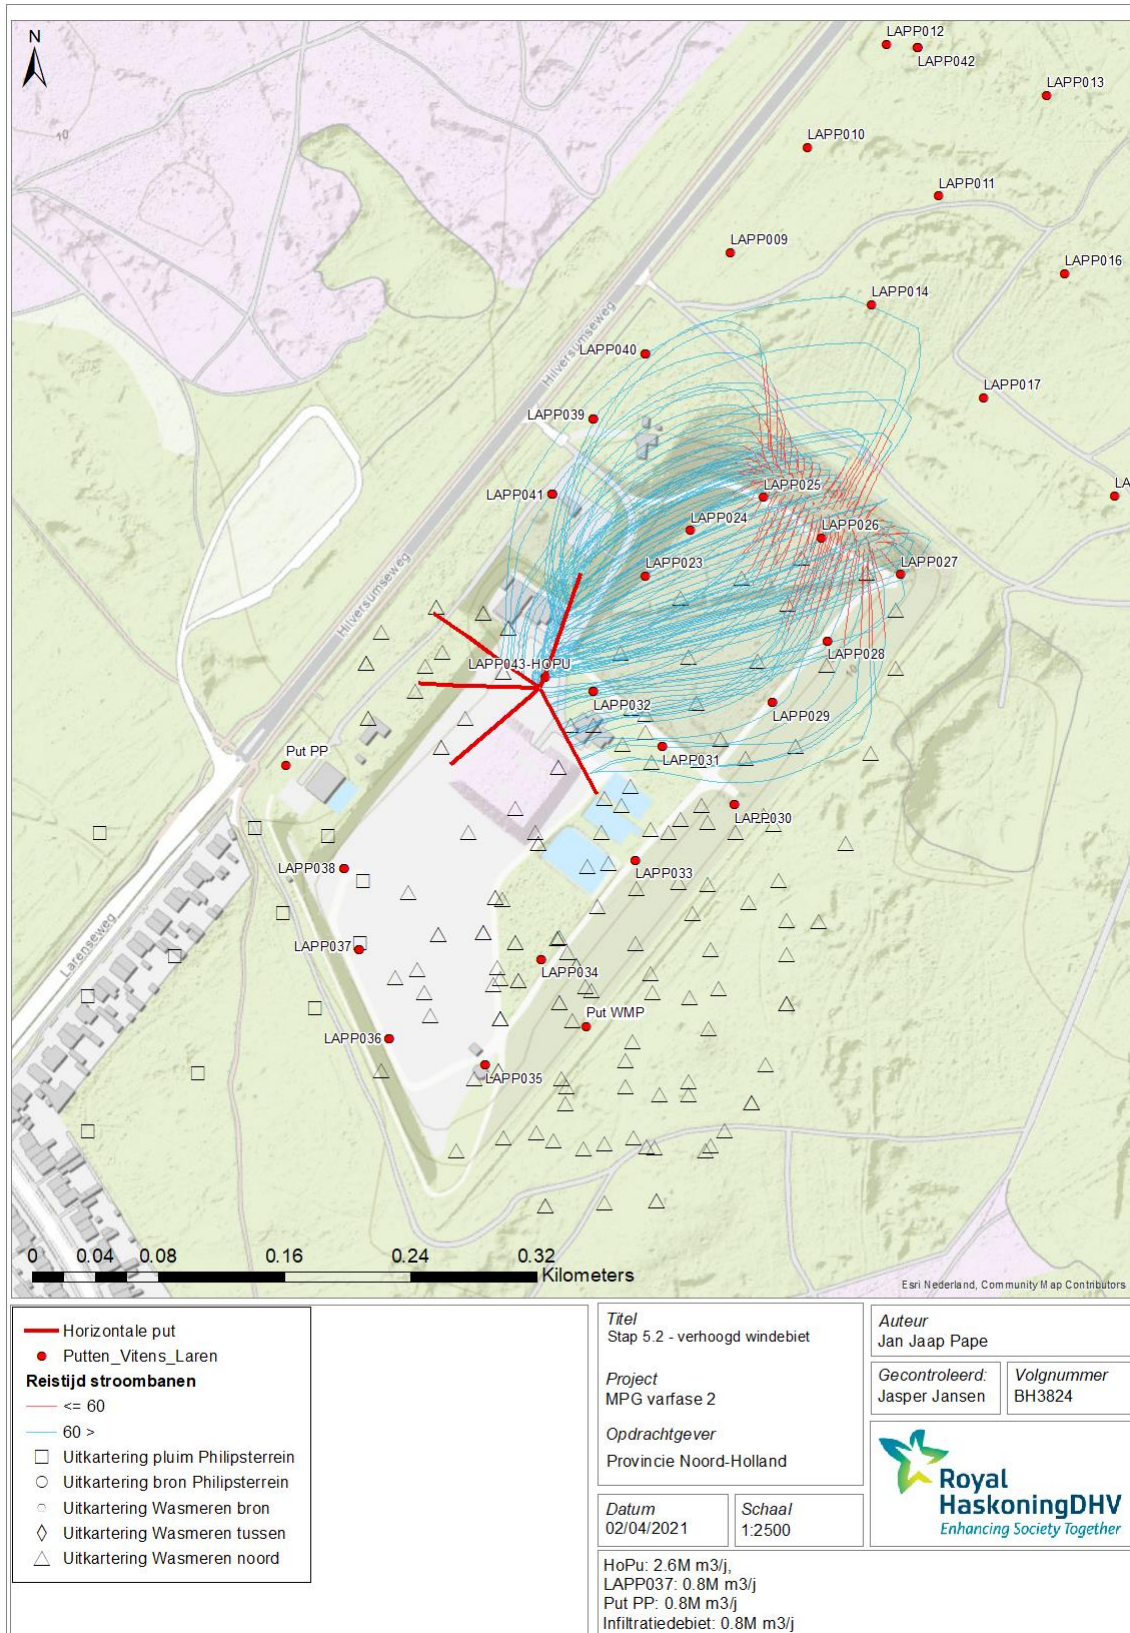 N
LAPP012
LAPP042
LAPP013
10
LAPP010
LAPP011
LAPP009
LAPP016
LAPP014
Hilversumseweg
LAPP040
LAPP017
LAPP039
LAPP041
LAPP025
LA
LAPP024
LAPP026
LAPP023
LAPP027
Hilversumseweg
LAPP028
LAPP043-HOPU
10
LAPP032
LAPP029
Put PP
LAPP031
LAPP030
LAPP038
LAPP033
Larenseweg
LAPP037
LAPP034
Put WMP
LAPP036
LAPP035
0 0.04 0.08 0.16 0.24 0.32
Kilometers
Esri Nederland, Community Map Contributors
Horizontale put
Putten_Vitens_Laren
Reistijd stroombanen
<= 60
60 >
Uitkartering pluim Philipsterrein
Uitkartering bron Philipsterrein
Uitkartering Wasmeren bron
Uitkartering Wasmeren tussen
Uitkartering Wasmeren noord
Titel
Stap 5.2 - verhoogd windebiet
Project
MPG varfase 2
Opdrachtgever
Provincie Noord-Holland
Datum
02/04/2021
Schaal
1:2500
Auteur
Jan Jaap Pape
Gecontroleerd:
Jasper Jansen
Volgnummer
BH3824
Royal
HaskoningDHV
Enhancing Society Together
HoPu: 2.6M m3/j,
LAPP037: 0.8M m3/j
Put PP: 0.8M m3/j
Infiltratiedebiet: 0.8M m3/j